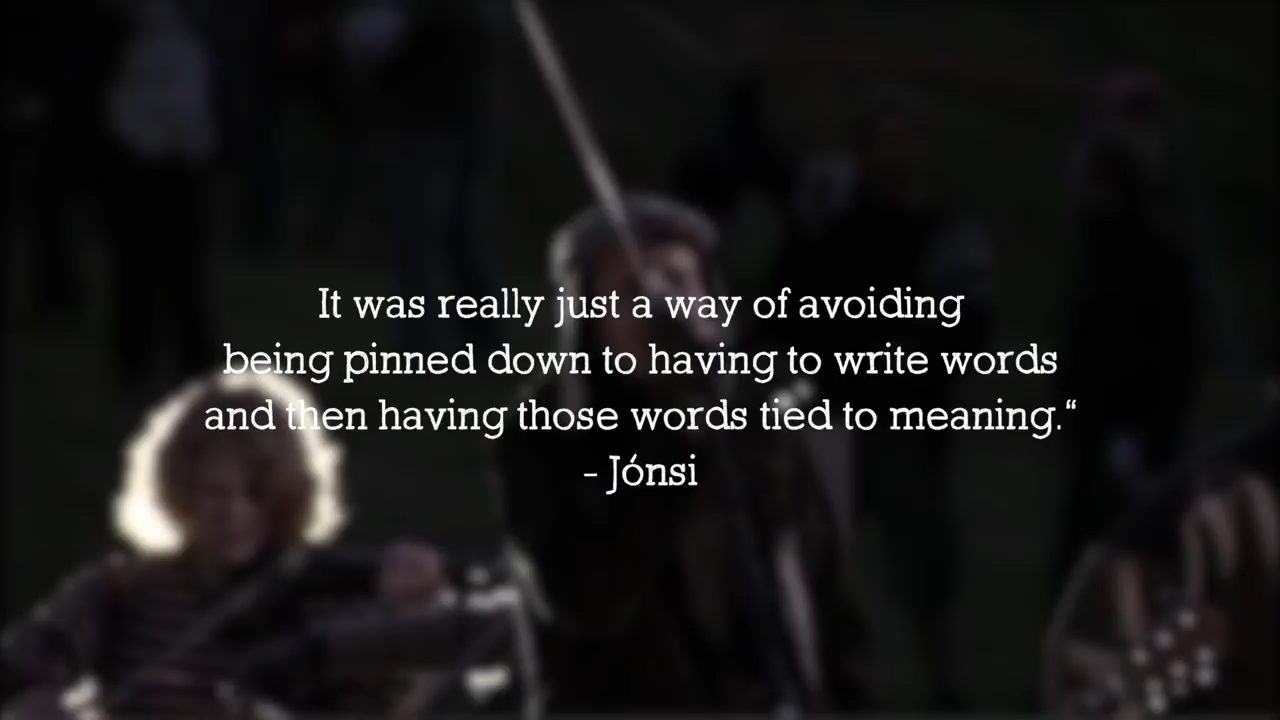 It was really just a way of avoiding
being pinned down to having to write words
and then having those words tied to meaning.“
- Jónsi